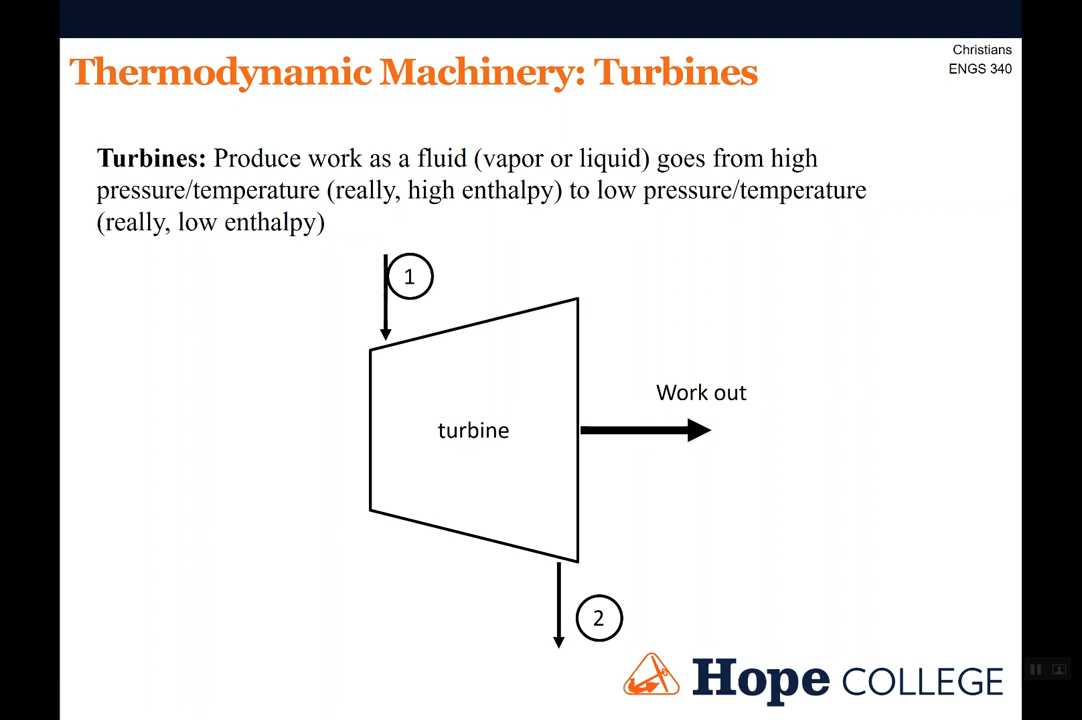 Christians
ENGS 340
Thermodynamic Machinery: Turbines
Turbines: Produce work as a fluid (vapor or liquid) goes from high
pressure/temperature (really, high enthalpy) to low pressure/temperature
(really, low enthalpy)
1
Work out
turbine
2
Hope COLLEGE